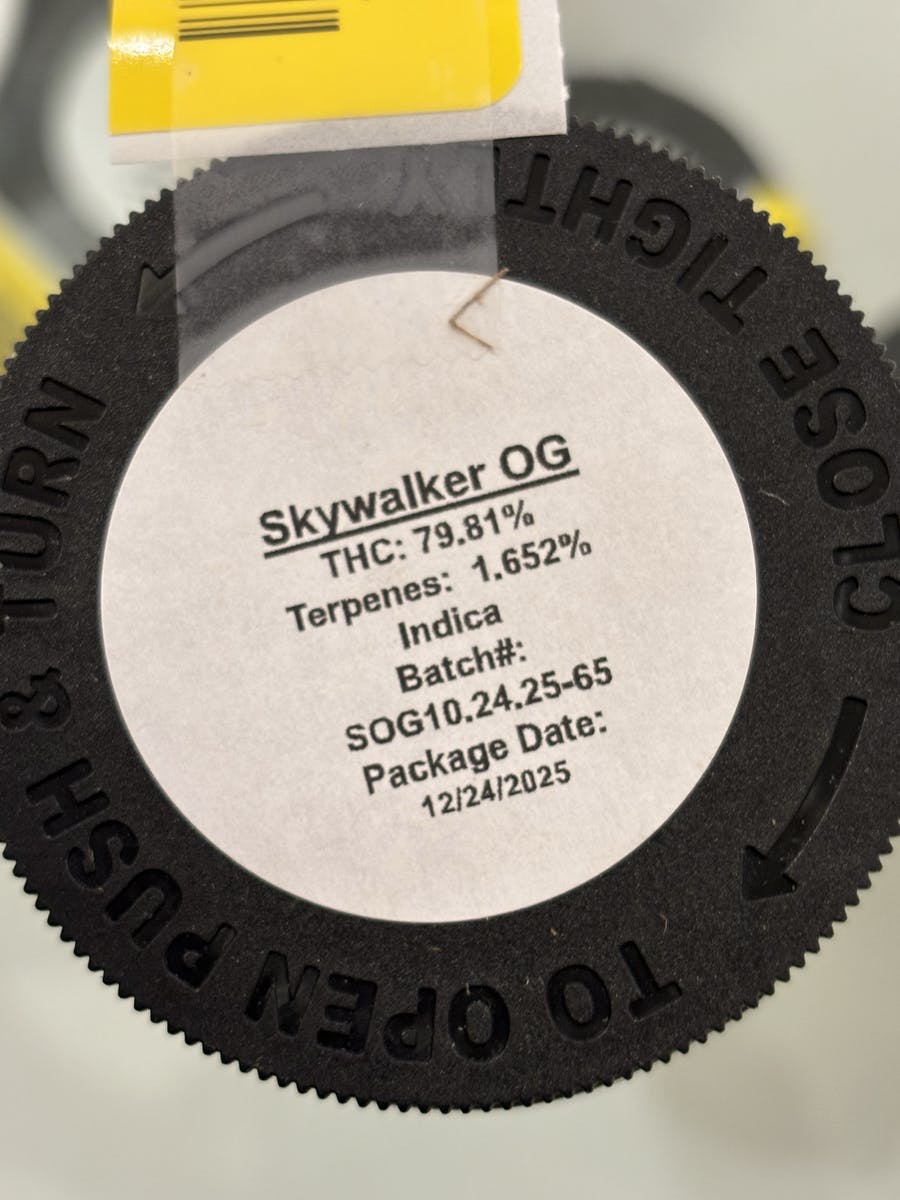 Skywalker OG
THC: 79.81%
Terpenes: 1.652%
Indica
Batch#:
SOG10.24.25-65
Package Date:
12/24/2025
CLOSE TIGHTLY
TO OPEN PUSH & TURN